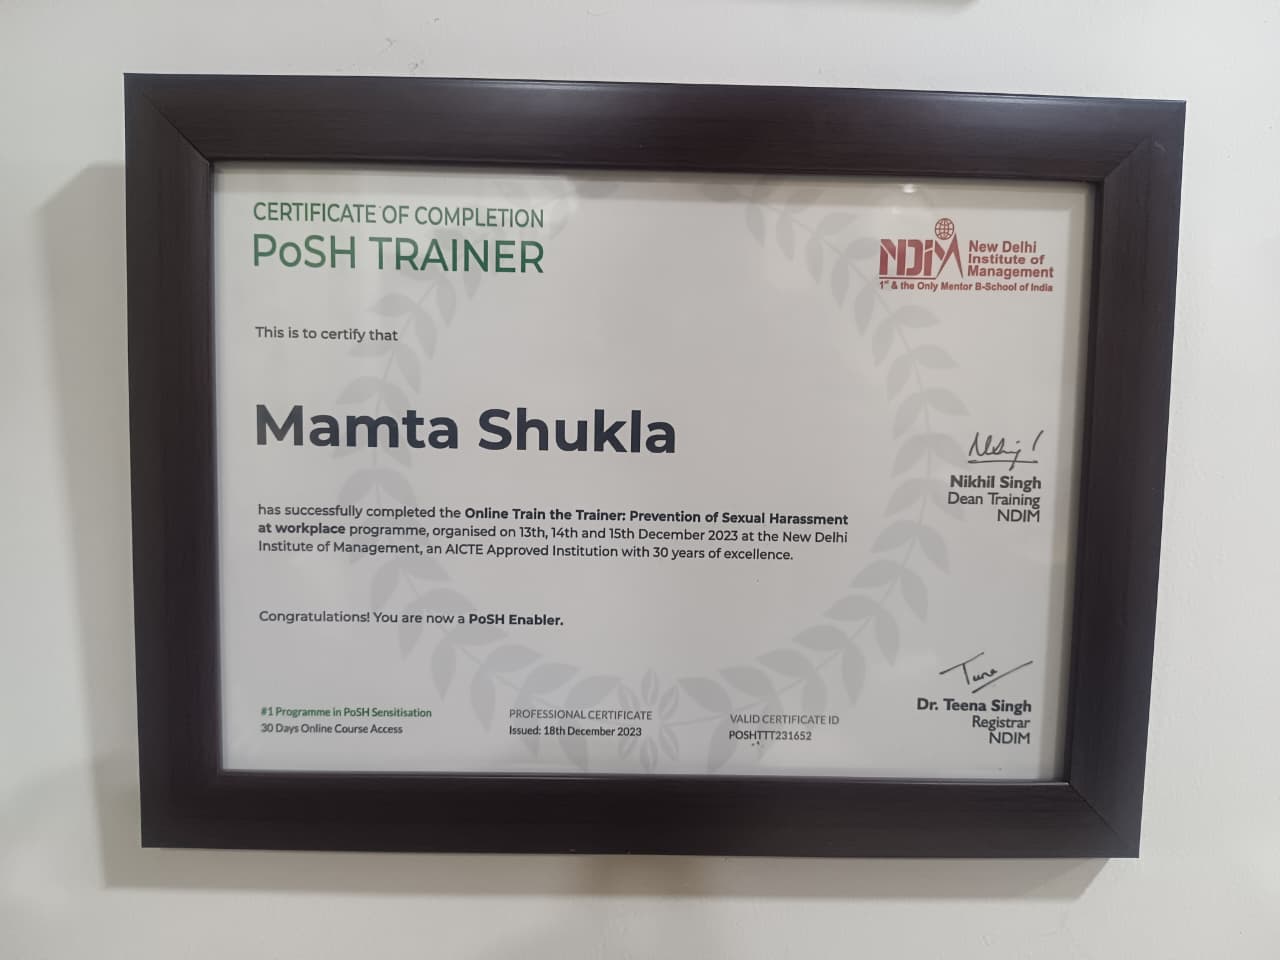 CERTIFICATE OF COMPLETION
PoSH TRAINER
NDIM
New Delhi
Institute of
Management
1st & the Only Mentor B-School of India
This is to certify that
Mamta Shukla
has successfully completed the Online Train the Trainer: Prevention of Sexual Harassment
at workplace programme, organised on 13th, 14th and 15th December 2023 at the New Delhi
Institute of Management, an AICTE Approved Institution with 30 years of excellence.
Nikhil Singh
Dean Training
NDIM
Congratulations! You are now a PoSH Enabler.
Dr. Teena Singh
Registrar
NDIM
#1 Programme in PoSH Sensitisation
30 Days Online Course Access
PROFESSIONAL CERTIFICATE
Issued: 18th December 2023
VALID CERTIFICATE ID
POSHTTT231652